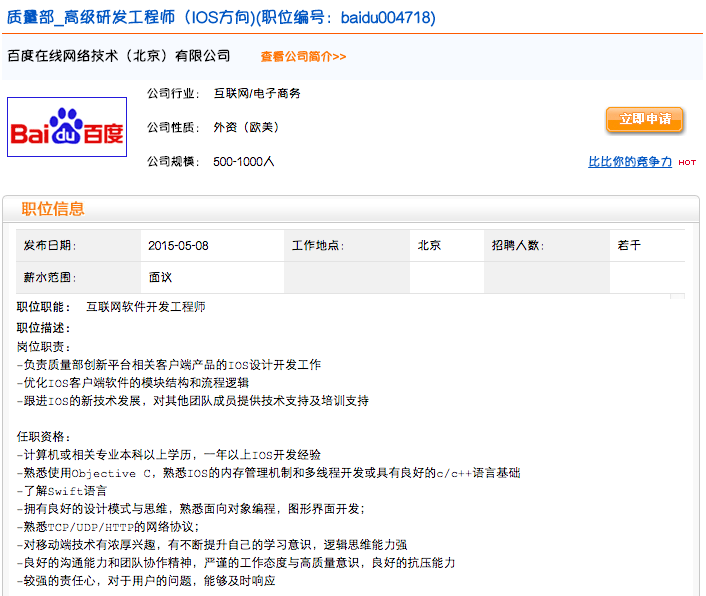 质量部_高级研发工程师（IOS方向)(职位编号：baidu004718)
百度在线网络技术（北京）有限公司 查看公司简介>>
公司行业： 互联网/电子商务
Bai du 百度
公司性质： 外资（欧美）
立即申请
公司规模： 500-1000人
比比你的竞争力 HOT
职位信息
发布日期： 2015-05-08 工作地点： 北京 招聘人数： 若干
薪水范围： 面议
职位职能： 互联网软件开发工程师
职位描述：
岗位职责：
-负责质量部创新平台相关客户端产品的IOS设计开发工作
-优化IOS客户端软件的模块结构和流程逻辑
-跟进IOS的新技术发展，对其他团队成员提供技术支持及培训支持
任职资格：
-计算机或相关专业本科以上学历，一年以上IOS开发经验
-熟悉使用Objective C，熟悉IOS的内存管理机制和多线程开发或具有良好的c/c++语言基础
-了解Swift语言
-拥有良好的设计模式与思维，熟悉面向对象编程，图形界面开发；
-熟悉TCP/UDP/HTTP的网络协议；
-对移动端技术有浓厚兴趣，有不断提升自己的学习意识，逻辑思维能力强
-良好的沟通能力和团队协作精神，严谨的工作态度与高质量意识，良好的抗压能力
-较强的责任心，对于用户的问题，能够及时响应